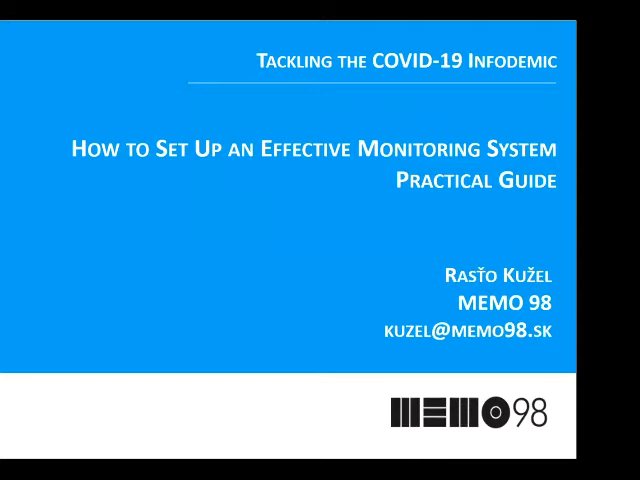 Tackling the COVID-19 Infodemic
How to Set Up an Effective Monitoring System
Practical Guide
Rasťo Kužel
MEMO 98
kuzel@memo98.sk
MEMO98